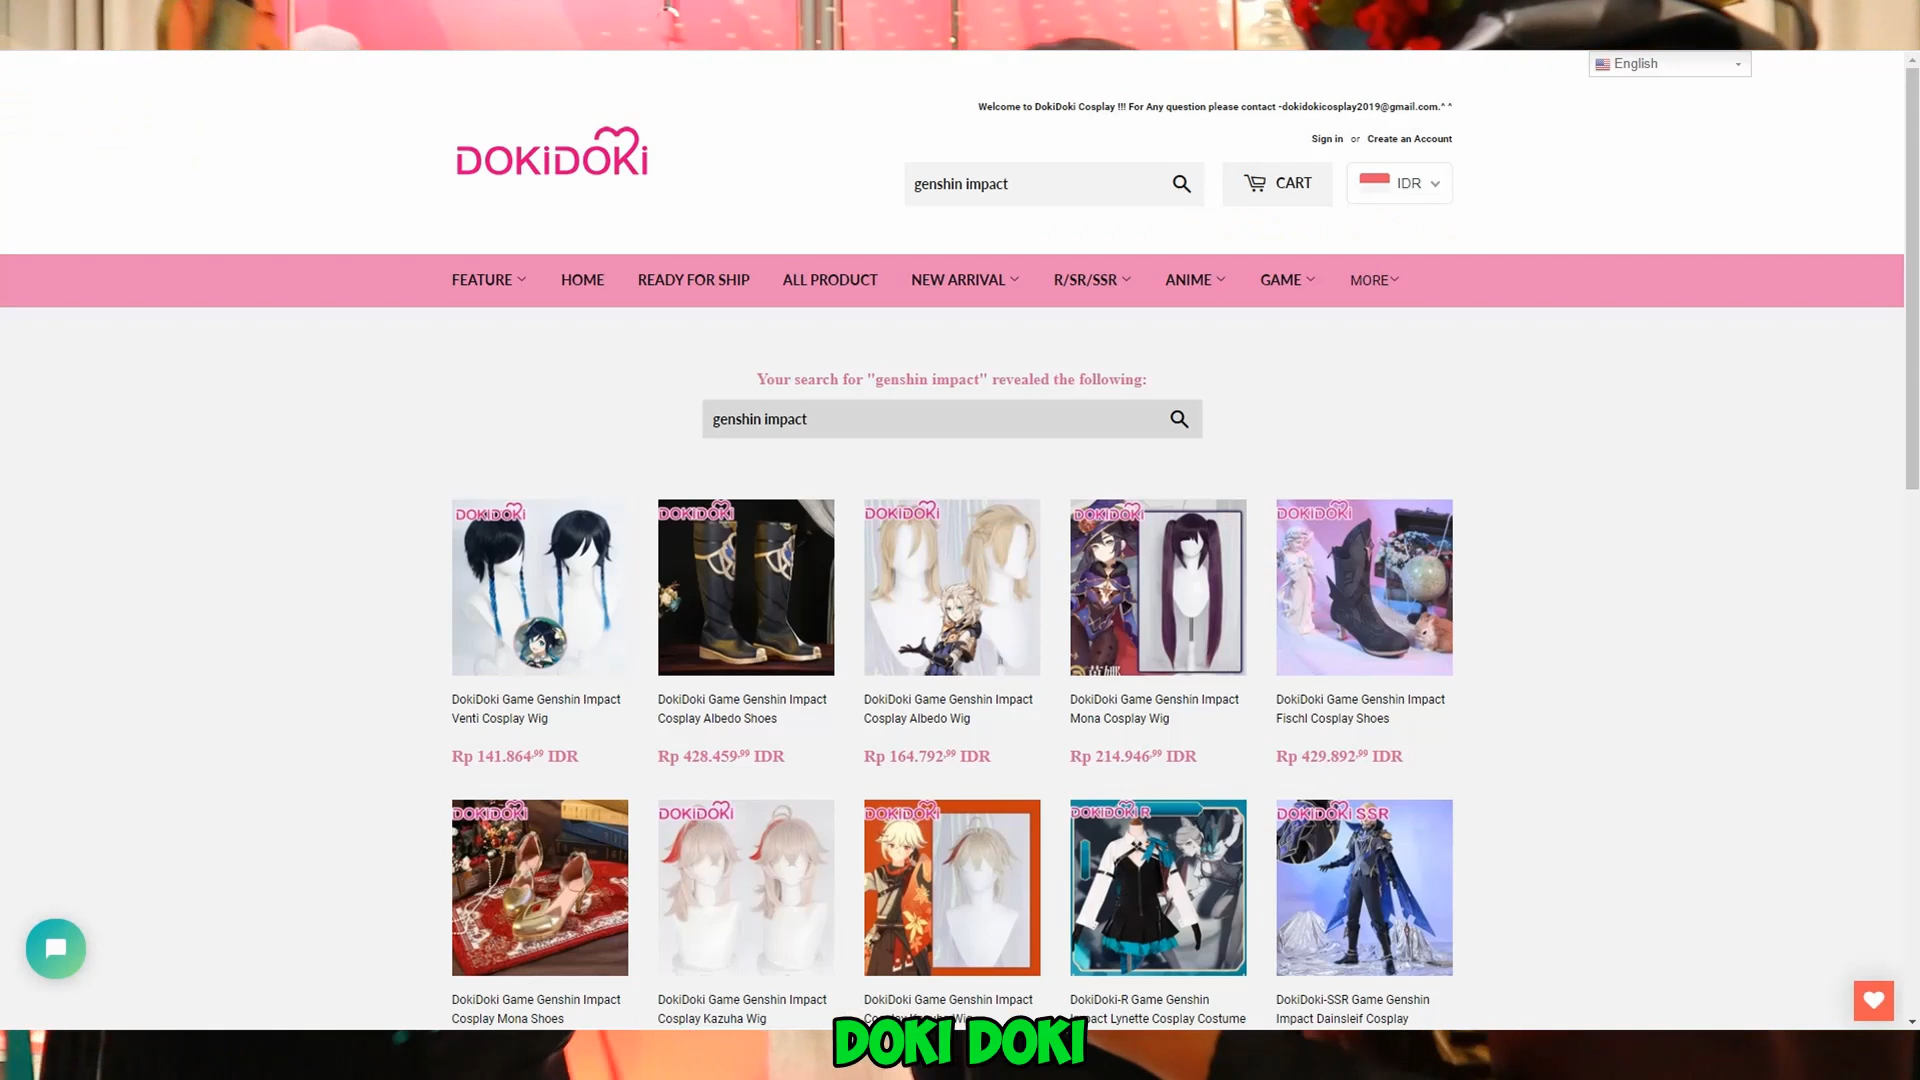 English
Welcome to DokiDoki Cosplay !!! For Any question please contact -dokidokicosplay2019@gmail.com.^ ^
Sign in or Create an Account
DOKiDOKi
genshin impact
CART
IDR
FEATURE HOME READY FOR SHIP ALL PRODUCT NEW ARRIVAL R/SR/SSR ANIME GAME MORE
Your search for "genshin impact" revealed the following:
genshin impact
DOKiDOKi
DOKiDOKi
DOKiDOKi
DOKiDOKi
DOKiDOKi
DokiDoki Game Genshin Impact
Venti Cosplay Wig
Rp 141.864,99 IDR
DokiDoki Game Genshin Impact
Cosplay Albedo Shoes
Rp 428.459,99 IDR
DokiDoki Game Genshin Impact
Cosplay Albedo Wig
Rp 164.792,99 IDR
DokiDoki Game Genshin Impact
Mona Cosplay Wig
Rp 214.946,99 IDR
DokiDoki Game Genshin Impact
Fischl Cosplay Shoes
Rp 429.892,99 IDR
DOKiDOKi
DOKiDOKi
DOKiDOKi
DOKiDOKi R
DOKiDOKi SSR
DokiDoki Game Genshin Impact
Cosplay Mona Shoes
DokiDoki Game Genshin Impact
Cosplay Kazuha Wig
DokiDoki Game Genshin Impact
Cosplay Kazuha Wig
DokiDoki-R Game Genshin
Impact Lynette Cosplay Costume
DokiDoki-SSR Game Genshin
Impact Dainsleif Cosplay
DOKI DOKI